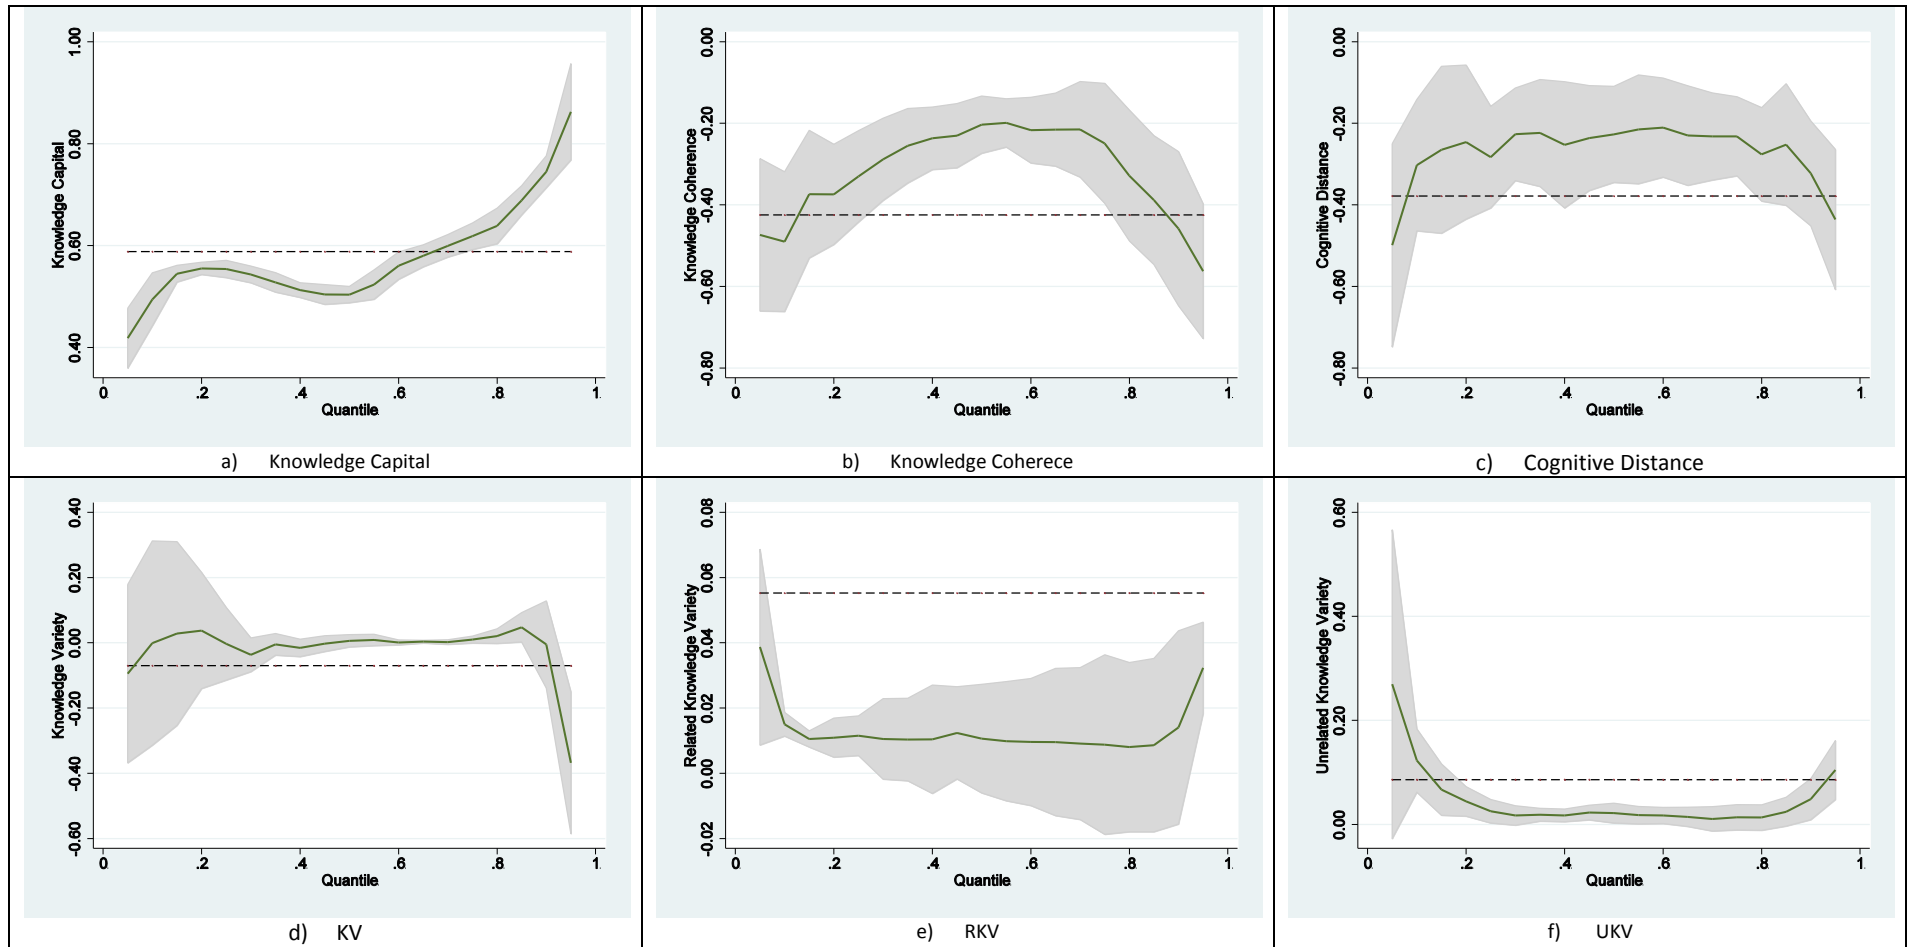 1.00
0.80
0.60
0.40
Knowledge Capital
0 .2 .4 .6 .8 1
Quantile
a) Knowledge Capital
0.00
-0.20
-0.40
-0.60
-0.80
Knowledge Coherence
0 .2 .4 .6 .8 1
Quantile
b) Knowledge Coherece
0.00
-0.20
-0.40
-0.60
-0.80
Cognitive Distance
0 .2 .4 .6 .8 1
Quantile
c) Cognitive Distance
0.40
0.20
0.00
-0.20
-0.40
-0.60
Knowledge Variety
0 .2 .4 .6 .8 1
Quantile
d) KV
0.08
0.06
0.04
0.02
0.00
-0.02
Related Knowledge Variety
0 .2 .4 .6 .8 1
Quantile
e) RKV
0.60
0.40
0.20
0.00
Unrelated Knowledge Variety
0 .2 .4 .6 .8 1
Quantile
f) UKV